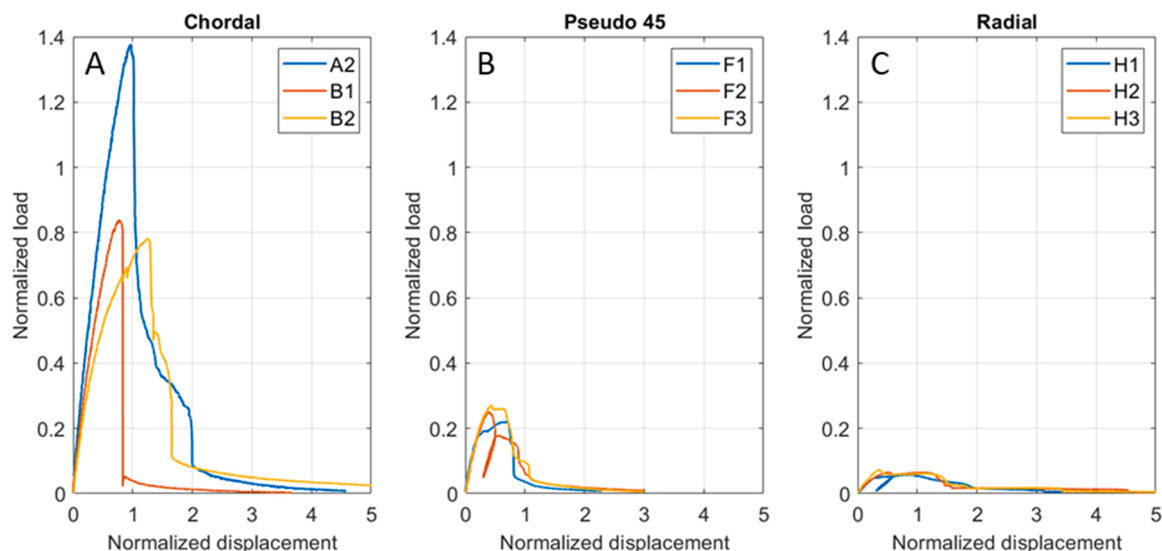 Chordal
A
A2
B1
B2
1.4
1.2
1
0.8
0.6
0.4
0.2
0
0 1 2 3 4 5
Normalized load
Normalized displacement
Pseudo 45
B
F1
F2
F3
1.4
1.2
1
0.8
0.6
0.4
0.2
0
0 1 2 3 4 5
Normalized load
Normalized displacement
Radial
C
H1
H2
H3
1.4
1.2
1
0.8
0.6
0.4
0.2
0
0 1 2 3 4 5
Normalized load
Normalized displacement